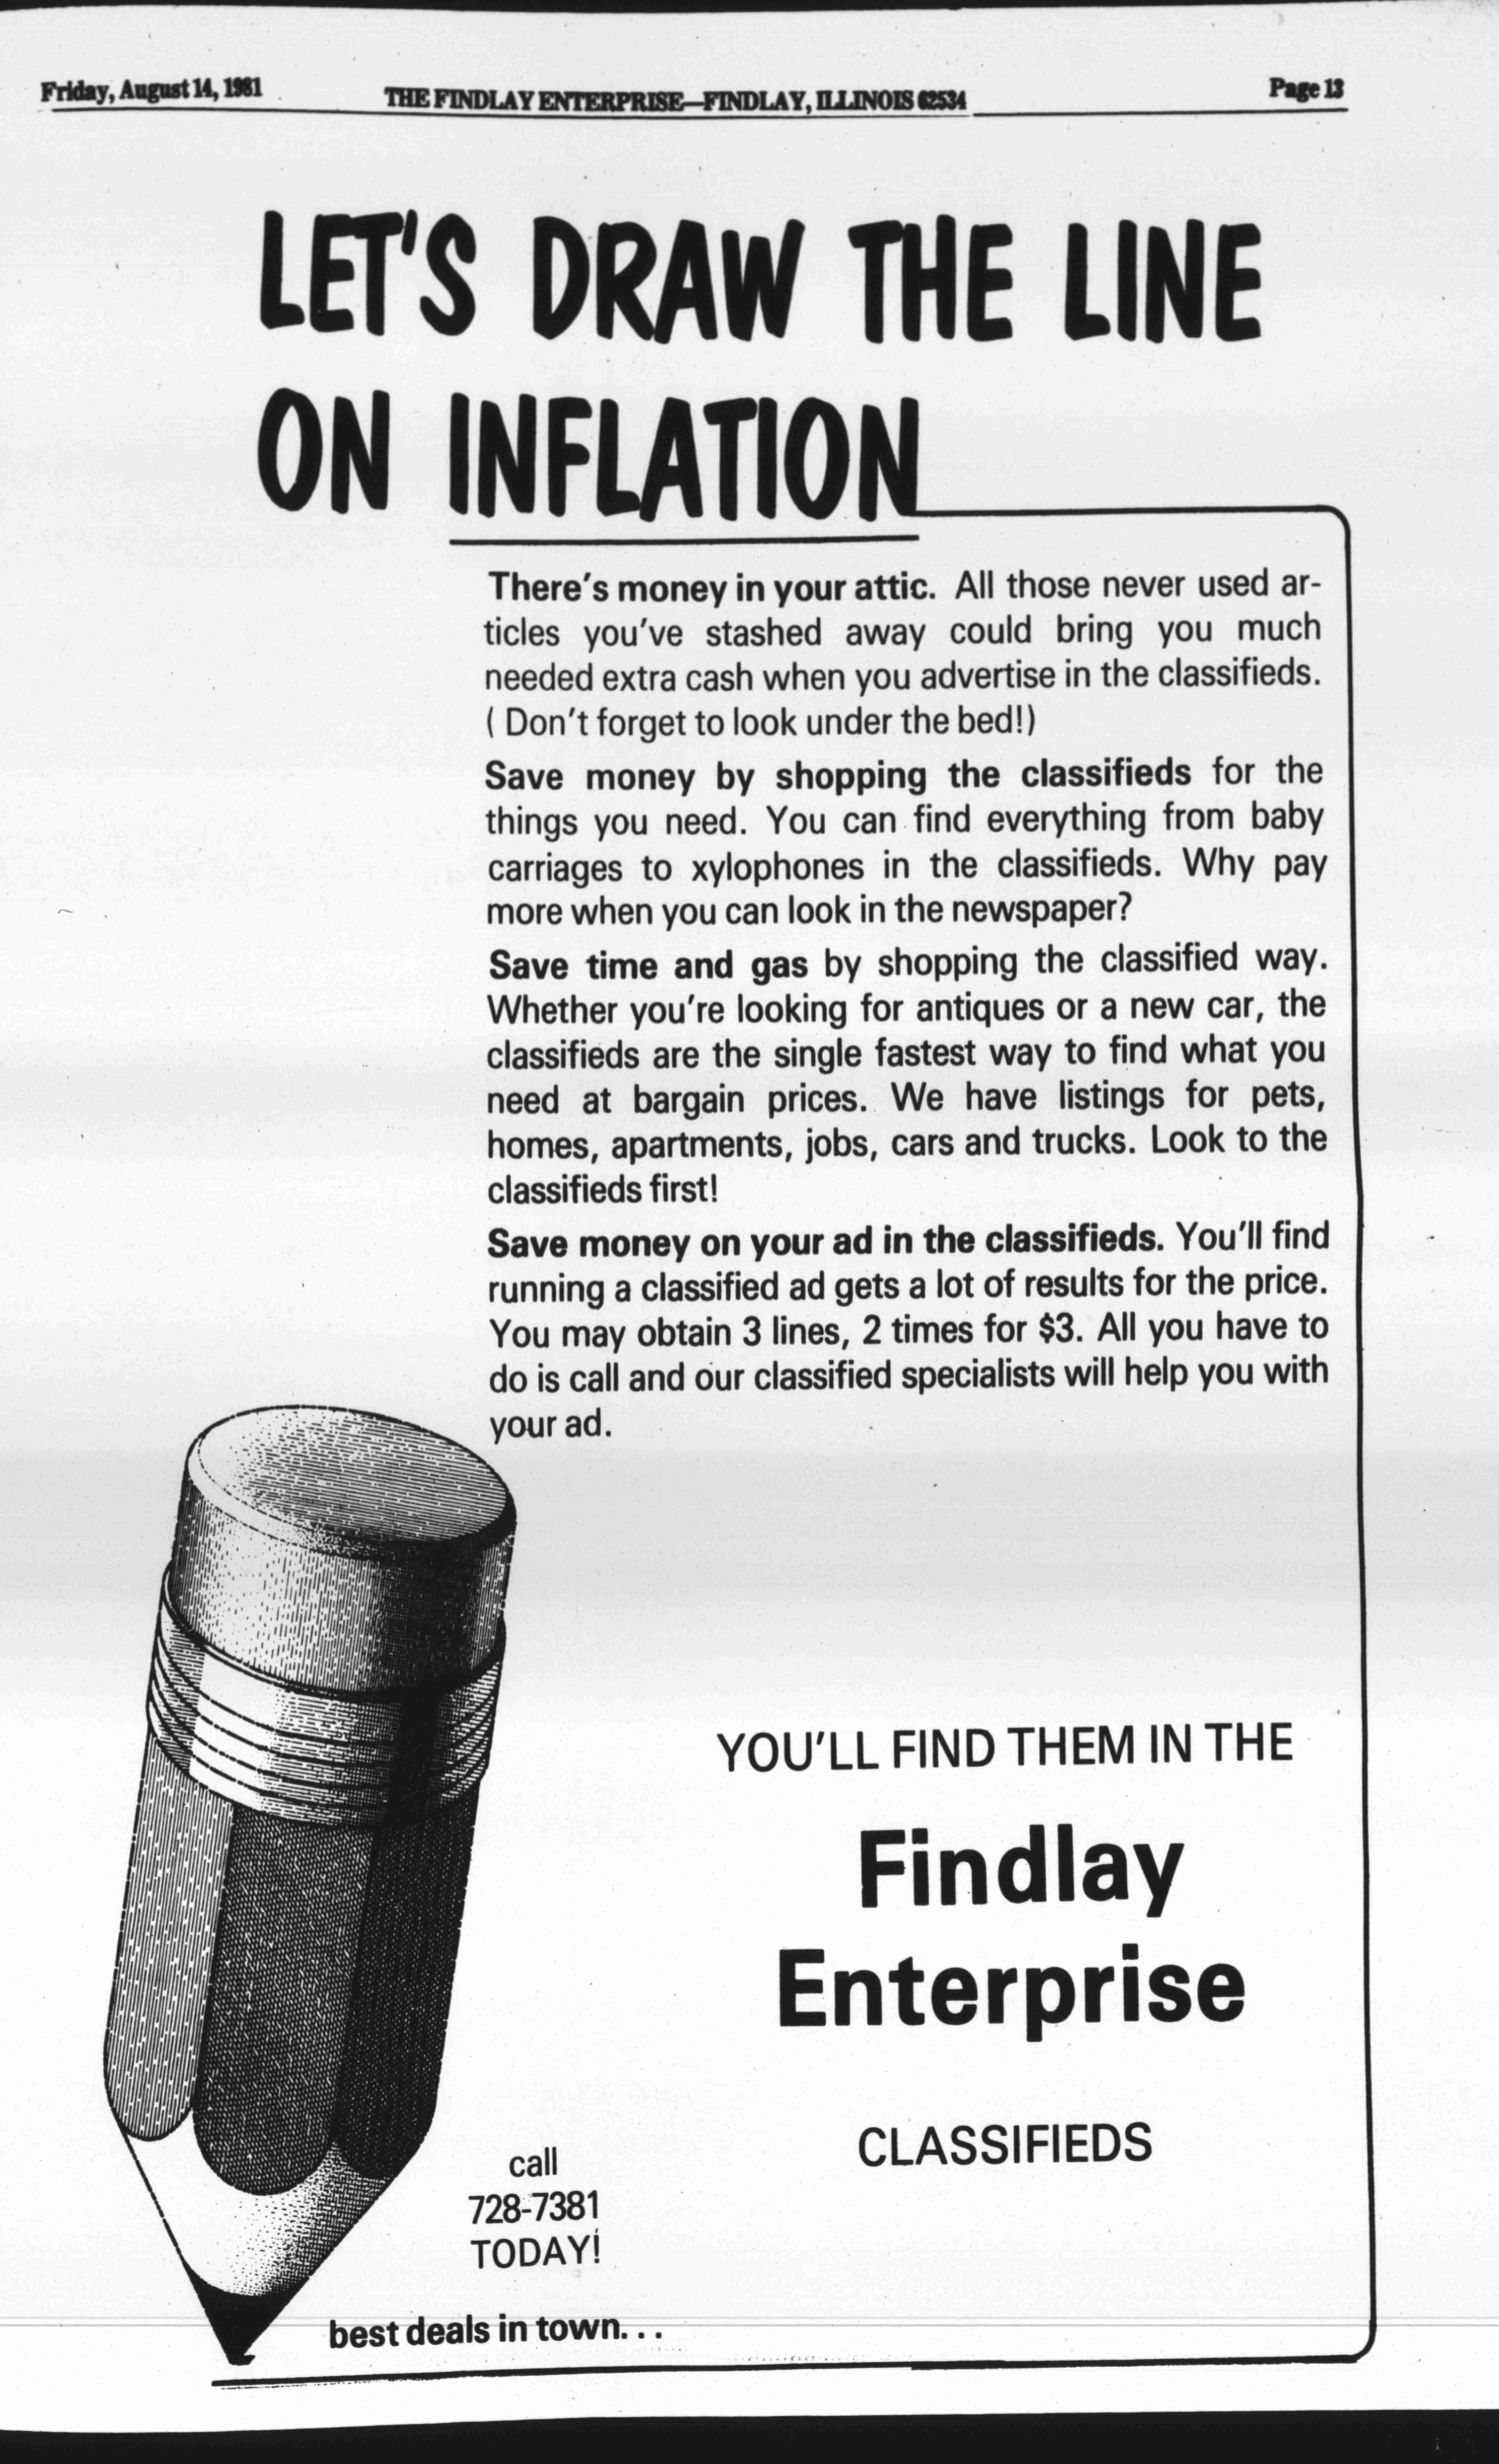 Friday, August 14, 1981
THE FINDLAY ENTERPRISE—FINDLAY, ILLINOIS 62534
Page 13
LET'S DRAW THE LINE
ON INFLATION
There's money in your attic. All those never used ar-
ticles you've stashed away could bring you much
needed extra cash when you advertise in the classifieds.
( Don't forget to look under the bed!)
Save money by shopping the classifieds for the
things you need. You can find everything from baby
carriages to xylophones in the classifieds. Why pay
more when you can look in the newspaper?
Save time and gas by shopping the classified way.
Whether you're looking for antiques or a new car, the
classifieds are the single fastest way to find what you
need at bargain prices. We have listings for pets,
homes, apartments, jobs, cars and trucks. Look to the
classifieds first!
Save money on your ad in the classifieds. You'll find
running a classified ad gets a lot of results for the price.
You may obtain 3 lines, 2 times for $3. All you have to
do is call and our classified specialists will help you with
your ad.
YOU'LL FIND THEM IN THE
Findlay
Enterprise
CLASSIFIEDS
call
728-7381
TODAY!
best deals in town. . .